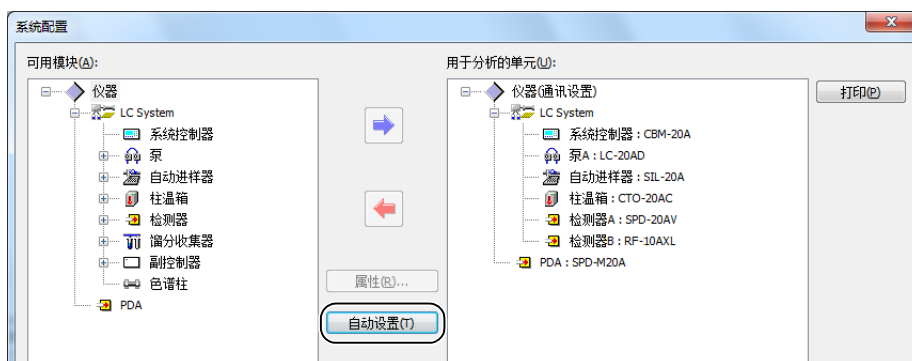 系统配置
可用模块(A):
仪器
LC System
系统控制器
泵
自动进样器
柱温箱
检测器
馏分收集器
副控制器
色谱柱
PDA
属性(R)...
自动设置(T)
用于分析的单元(U):
仪器(通讯设置)
LC System
系统控制器 : CBM-20A
泵A : LC-20AD
自动进样器 : SIL-20A
柱温箱 : CTO-20AC
检测器A : SPD-20AV
检测器B : RF-10AXL
PDA : SPD-M20A
打印(P)